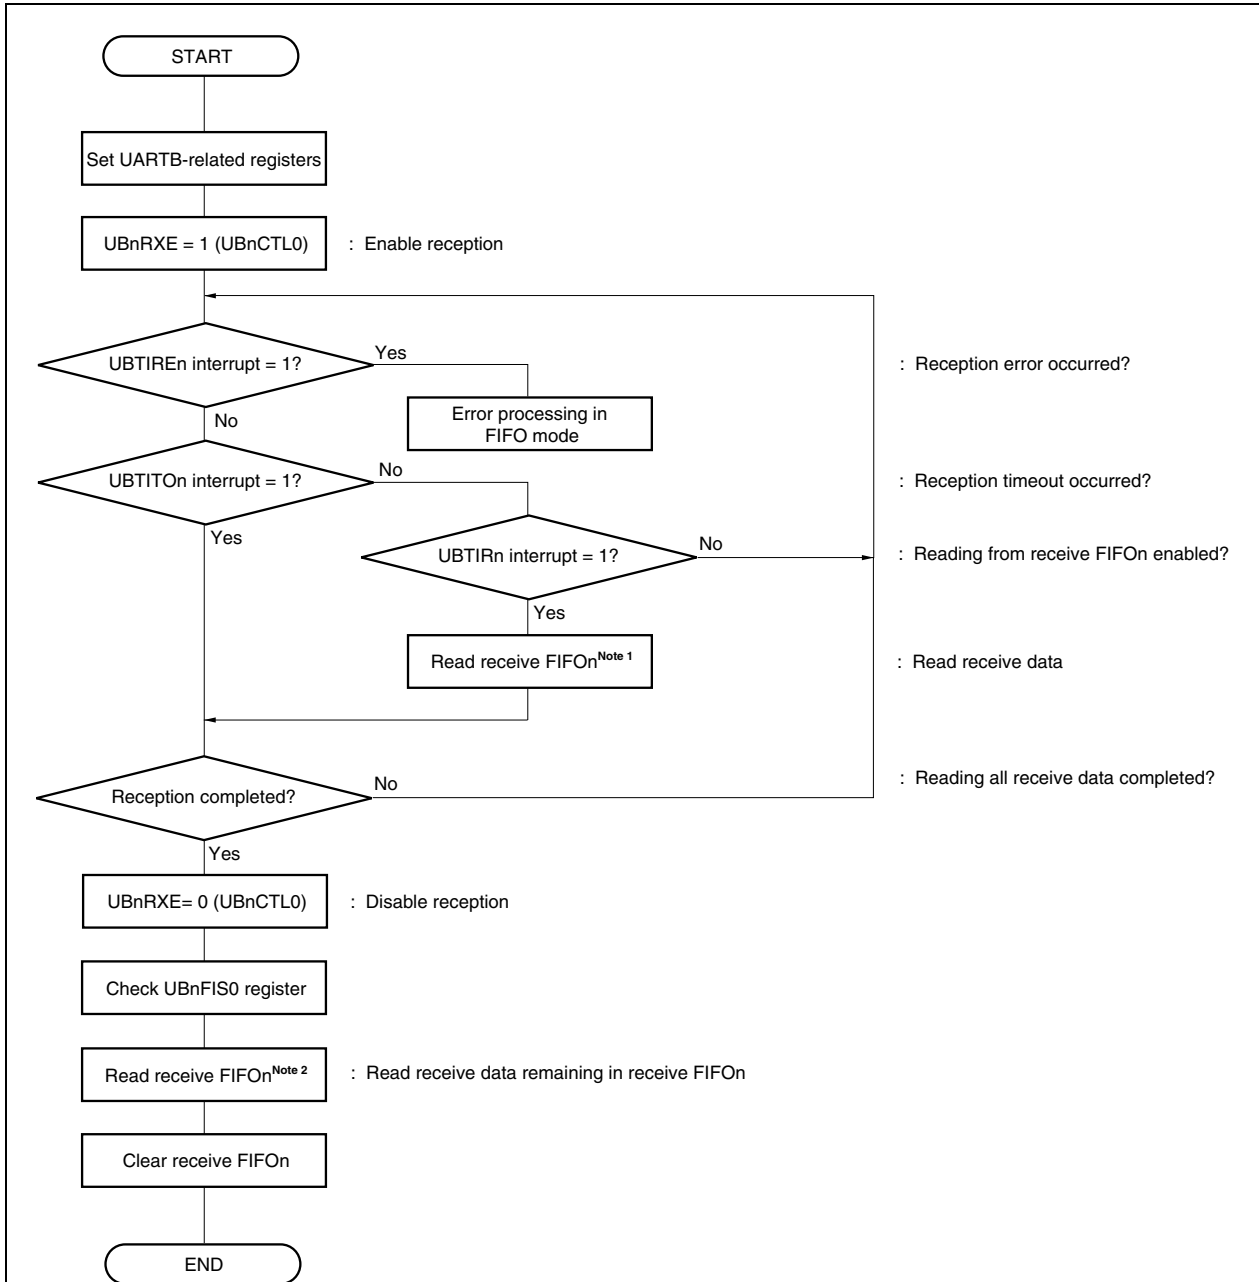 START
Set UARTB-related registers
UBnRXE = 1 (UBnCTL0)
: Enable reception
UBTIREn interrupt = 1?
Yes
: Reception error occurred?
Error processing in
FIFO mode
No
UBTITOn interrupt = 1?
No
: Reception timeout occurred?
Yes
UBTIRn interrupt = 1?
No
: Reading from receive FIFOn enabled?
Yes
Read receive FIFOnNote 1
: Read receive data
Reception completed?
No
: Reading all receive data completed?
Yes
UBnRXE= 0 (UBnCTL0)
: Disable reception
Check UBnFIS0 register
Read receive FIFOnNote 2
: Read receive data remaining in receive FIFOn
Clear receive FIFOn
END